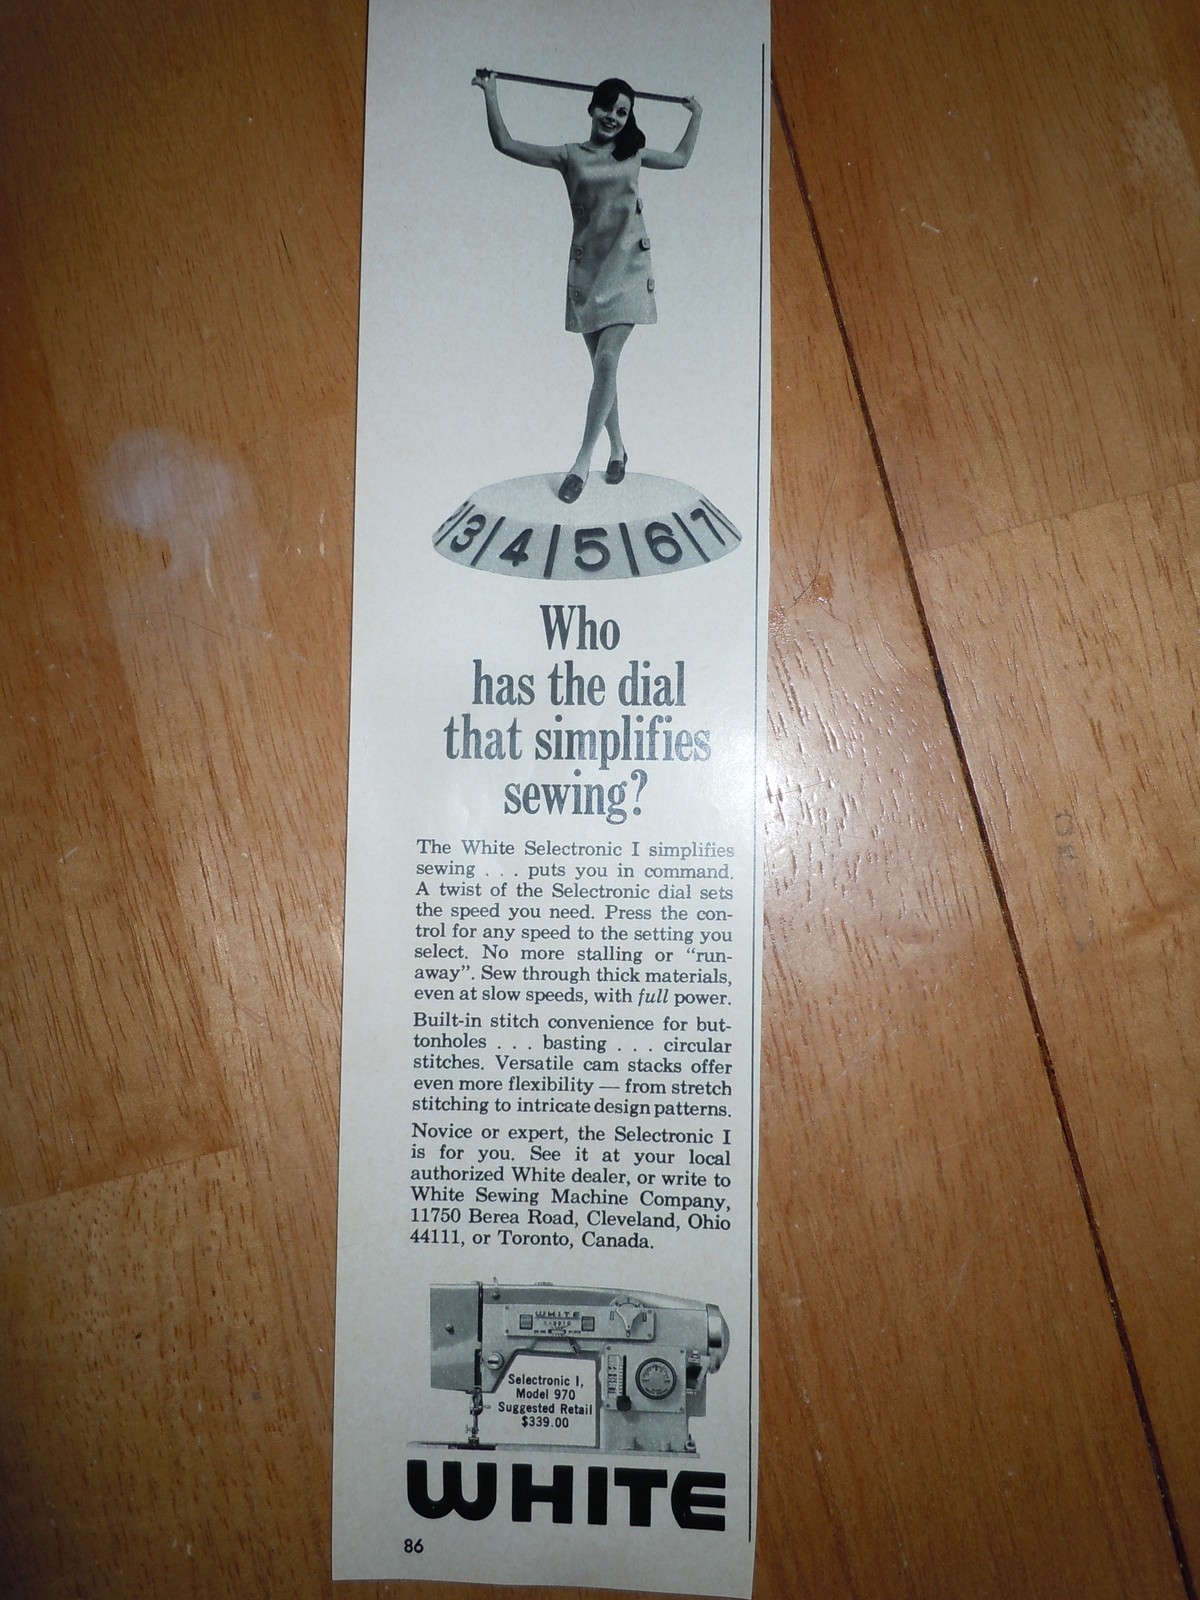 3 4 5 6 7
Who
has the dial
that simplifies
sewing?
The White Selectronic I simplifies
sewing . . . puts you in command.
A twist of the Selectronic dial sets
the speed you need. Press the con-
trol for any speed to the setting you
select. No more stalling or “run-
away”. Sew through thick materials,
even at slow speeds, with full power.
Built-in stitch convenience for but-
tonholes . . . basting . . . circular
stitches. Versatile cam stacks offer
even more flexibility — from stretch
stitching to intricate design patterns.
Novice or expert, the Selectronic I
is for you. See it at your local
authorized White dealer, or write to
White Sewing Machine Company,
11750 Berea Road, Cleveland, Ohio
44111, or Toronto, Canada.
WHITE
Selectronic I,
Model 970
Suggested Retail
$339.00
WHITE
86